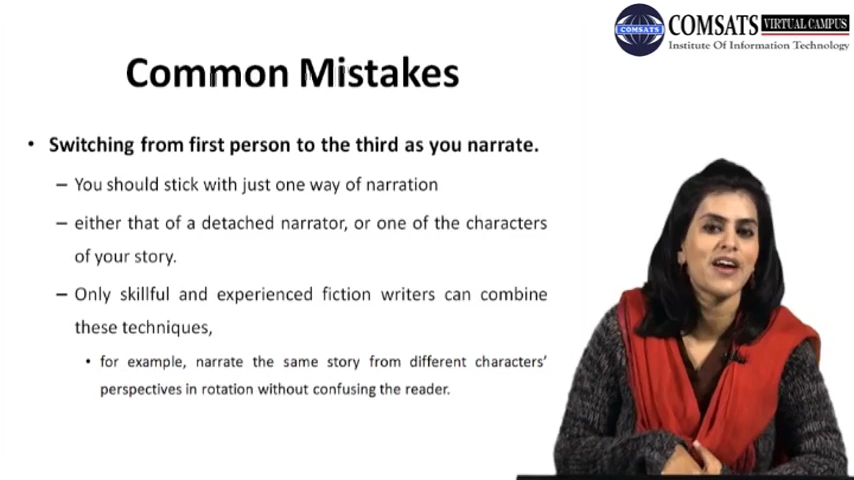 COMSATS VIRTUAL CAMPUS
COMSATS
Institute Of Information Technology
Common Mistakes
• Switching from first person to the third as you narrate.
– You should stick with just one way of narration
– either that of a detached narrator, or one of the characters
of your story.
– Only skillful and experienced fiction writers can combine
these techniques,
• for example, narrate the same story from different characters'
perspectives in rotation without confusing the reader.